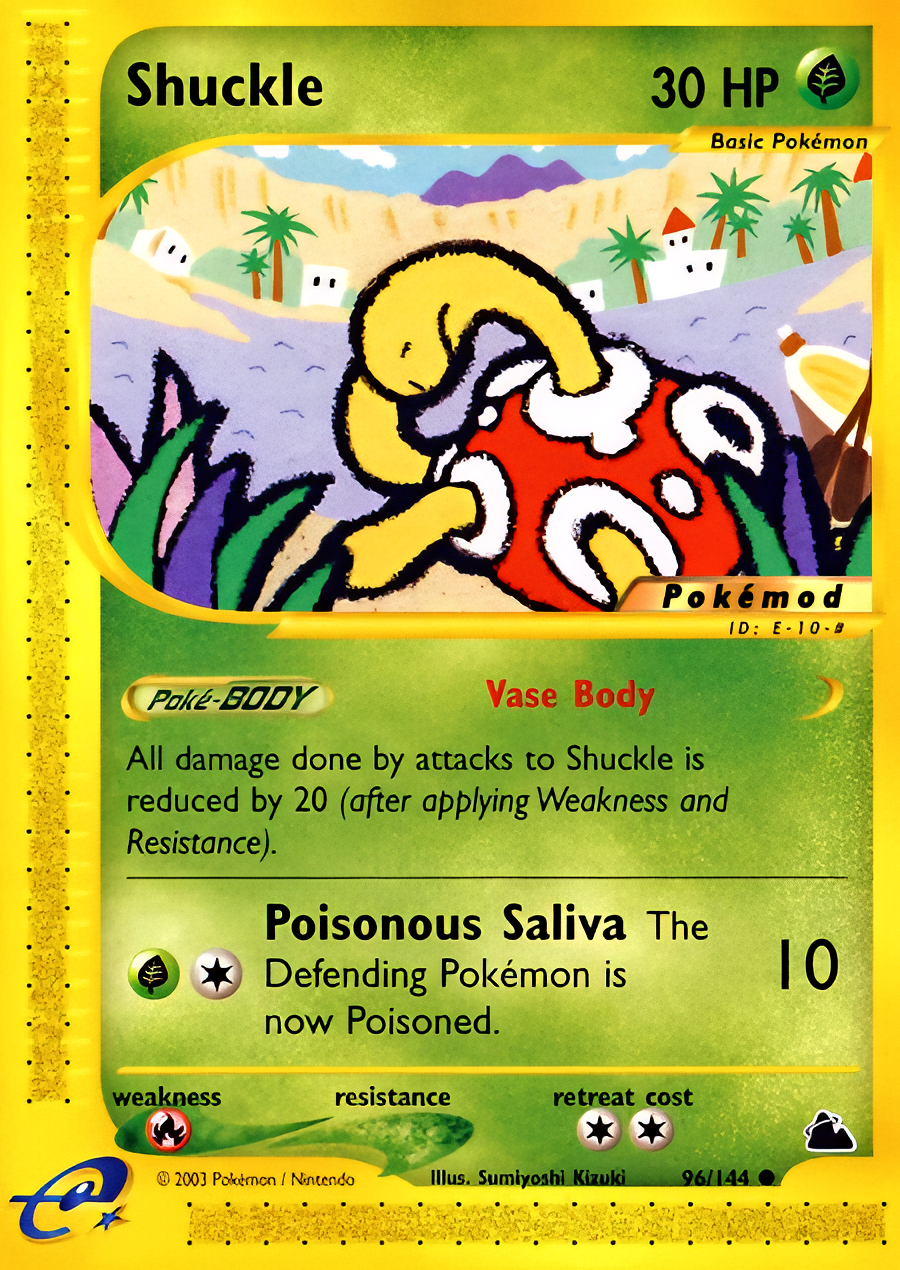 Shuckle 30 HP
Basic Pokémon
Pokémod
ID: E-10-#
Poké-BODY Vase Body
All damage done by attacks to Shuckle is
reduced by 20 (after applying Weakness and
Resistance).
Poisonous Saliva The
Defending Pokémon is
now Poisoned.
10
weakness resistance retreat cost
© 2003 Pokémon / Nintendo Illus. Sumiyoshi Kizuki 96/144
e